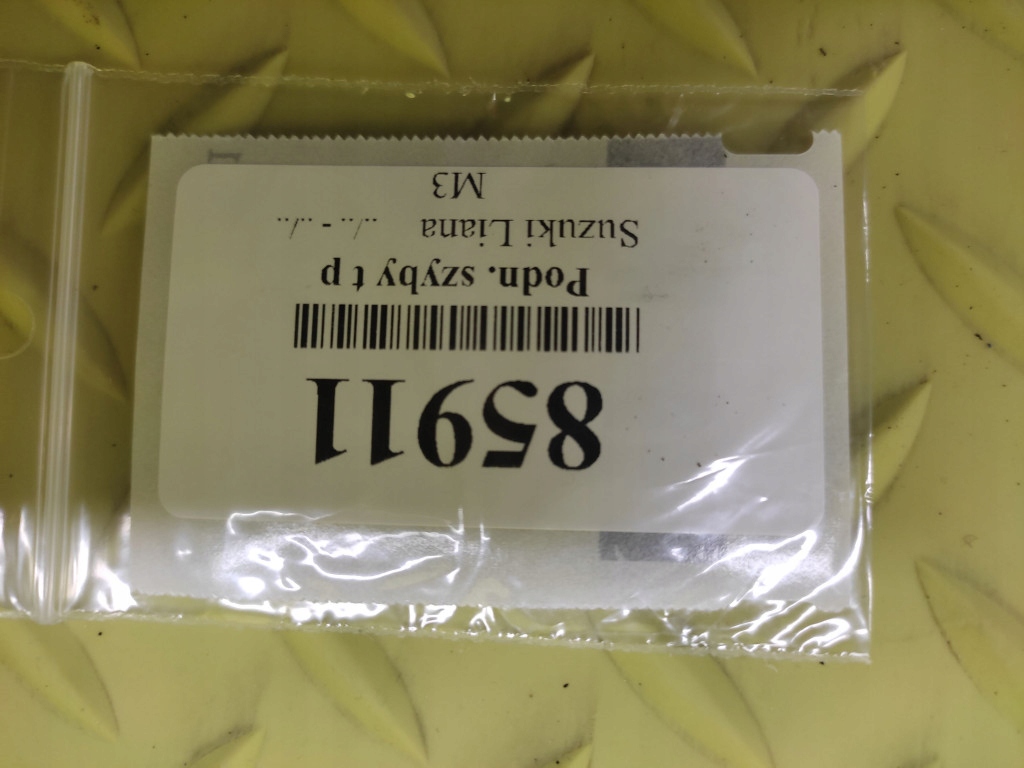 85911
Podn. szyby t p
Suzuki Liana ../.. - ../..
M3